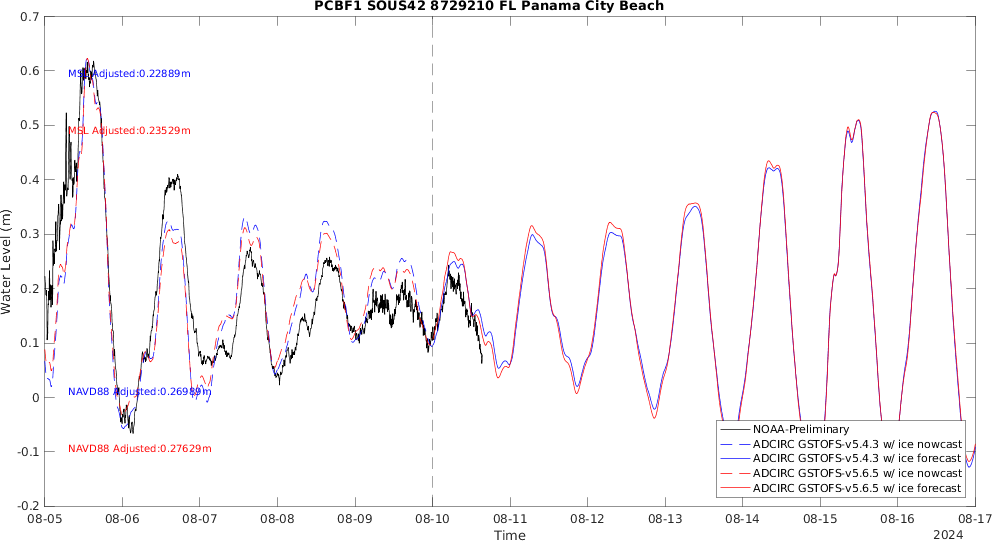 PCBF1 SOUS42 8729210 FL Panama City Beach
0.7
0.6
0.5
0.4
0.3
0.2
0.1
0
-0.1
-0.2
Water Level (m)
MSL Adjusted:0.22889m
MSL Adjusted:0.23529m
NAVD88 Adjusted:0.26989m
NAVD88 Adjusted:0.27629m
NOAA-Preliminary
ADCIRC GSTOFS-v5.4.3 w/ ice nowcast
ADCIRC GSTOFS-v5.4.3 w/ ice forecast
ADCIRC GSTOFS-v5.6.5 w/ ice nowcast
ADCIRC GSTOFS-v5.6.5 w/ ice forecast
08-05 08-06 08-07 08-08 08-09 08-10 08-11 08-12 08-13 08-14 08-15 08-16 08-17
Time
2024